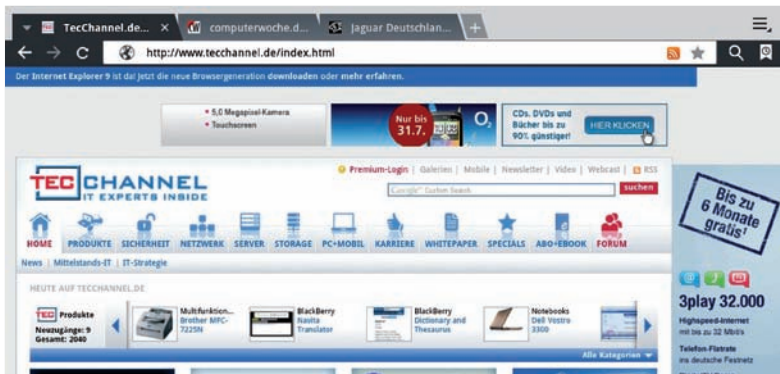 TecChannel.de... × computerwoche.d... Jaguar Deutschlan... +
http://www.tecchannel.de/index.html
Der Internet Explorer 9 ist da! Jetzt die neue Browsergeneration downloaden oder mehr erfahren.
• 5,0 Megapixel-Kamera
• Touchscreen
Nur bis
31.7.
O2
CDs, DVDs und
Bücher bis zu
90% günstiger!
HIER KLICKEN
Premium-Login | Galerien | Mobile | Newsletter | Video | Webcast | RSS
TEC CHANNEL
IT EXPERTS INSIDE
Google™ Custom Search
suchen
HOME PRODUKTE SICHERHEIT NETZWERK SERVER STORAGE PC+MOBIL KARRIERE WHITEPAPER SPECIALS ABO+EBOOK FORUM
News | Mittelstands-IT | IT-Strategie
HEUTE AUF TECCHANNEL.DE
TEC Produkte
Neuzugänge: 9
Gesamt: 2040
Multifunktion...
Brother MFC-
7225N
BlackBerry
Navita
Translator
BlackBerry
Dictionary and
Thesaurus
Notebooks
Dell Vostro
3300
Alle Kategorien
Bis zu
6 Monate
gratis¹
3play 32.000
Highspeed-Internet
mit bis zu 32 Mbit/s
Telefon-Flatrate
ins deutsche Festnetz